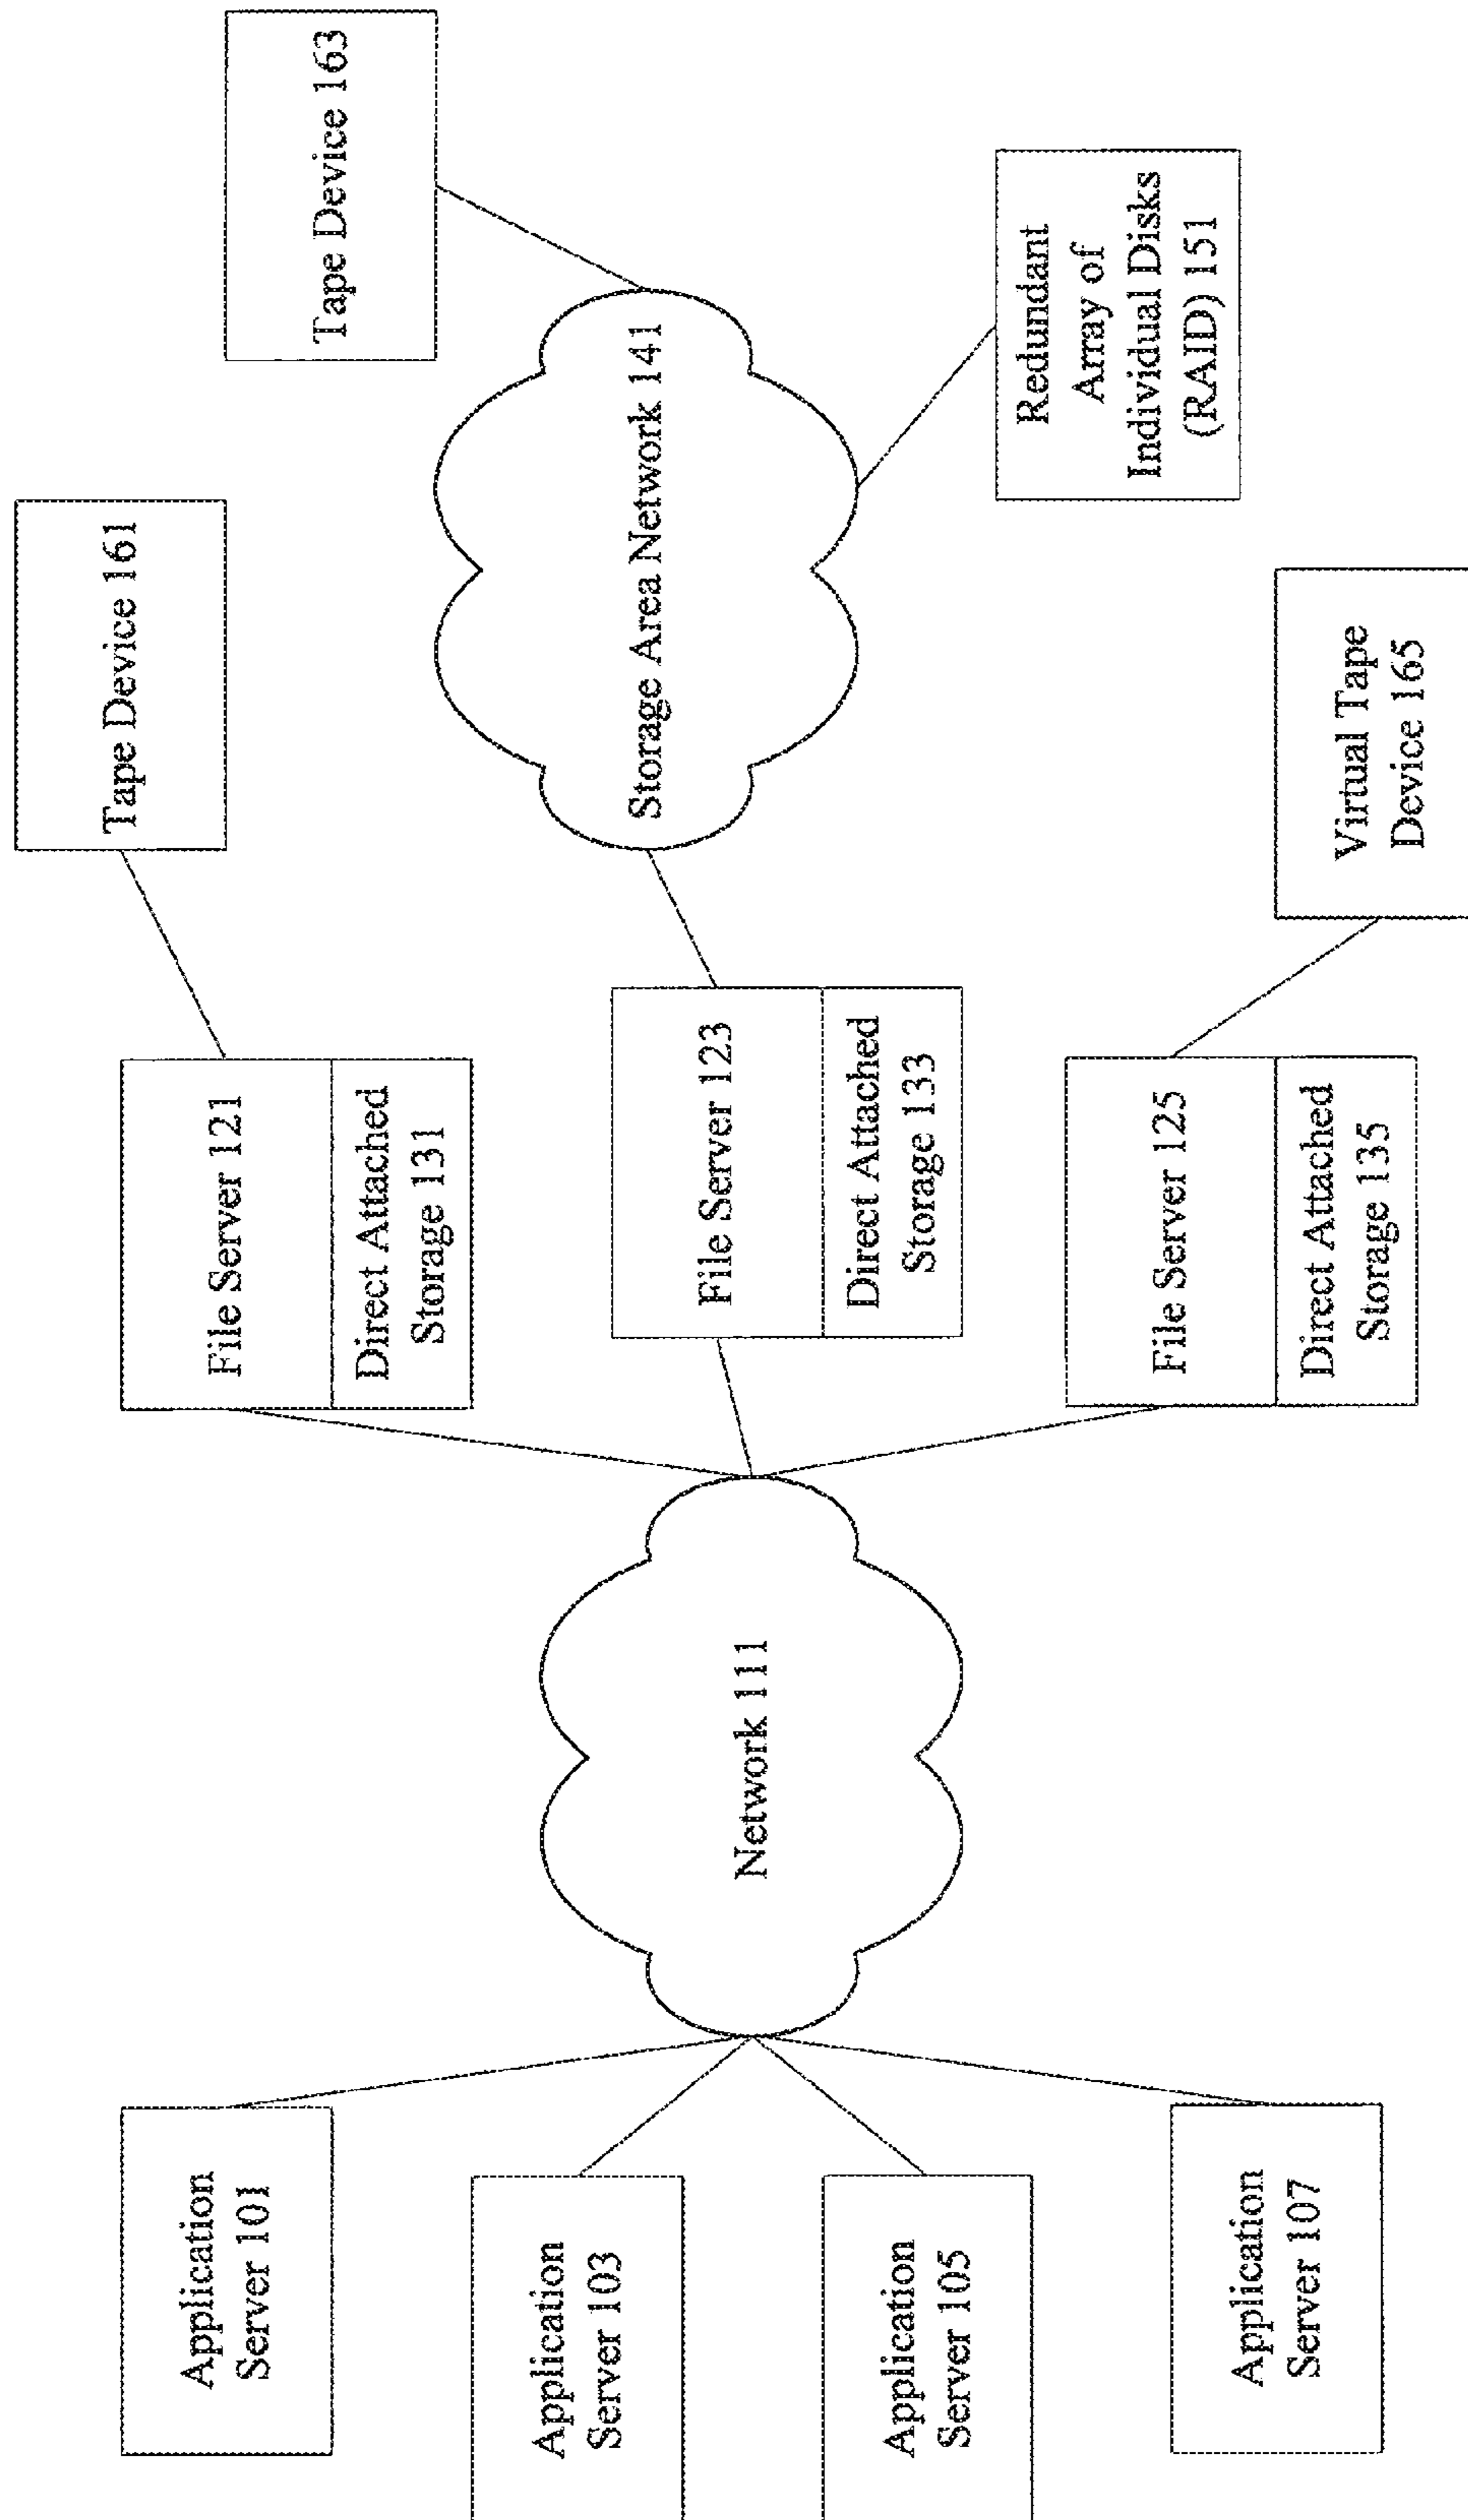 Application
Server 101
Application
Server 103
Application
Server 105
Application
Server 107
Network 111
File Server 121
Direct Attached
Storage 131
File Server 123
Direct Attached
Storage 133
File Server 125
Direct Attached
Storage 135
Tape Device 161
Storage Area Network 141
Virtual Tape
Device 165
Tape Device 163
Redundant
Array of
Individual Disks
(RAID) 151